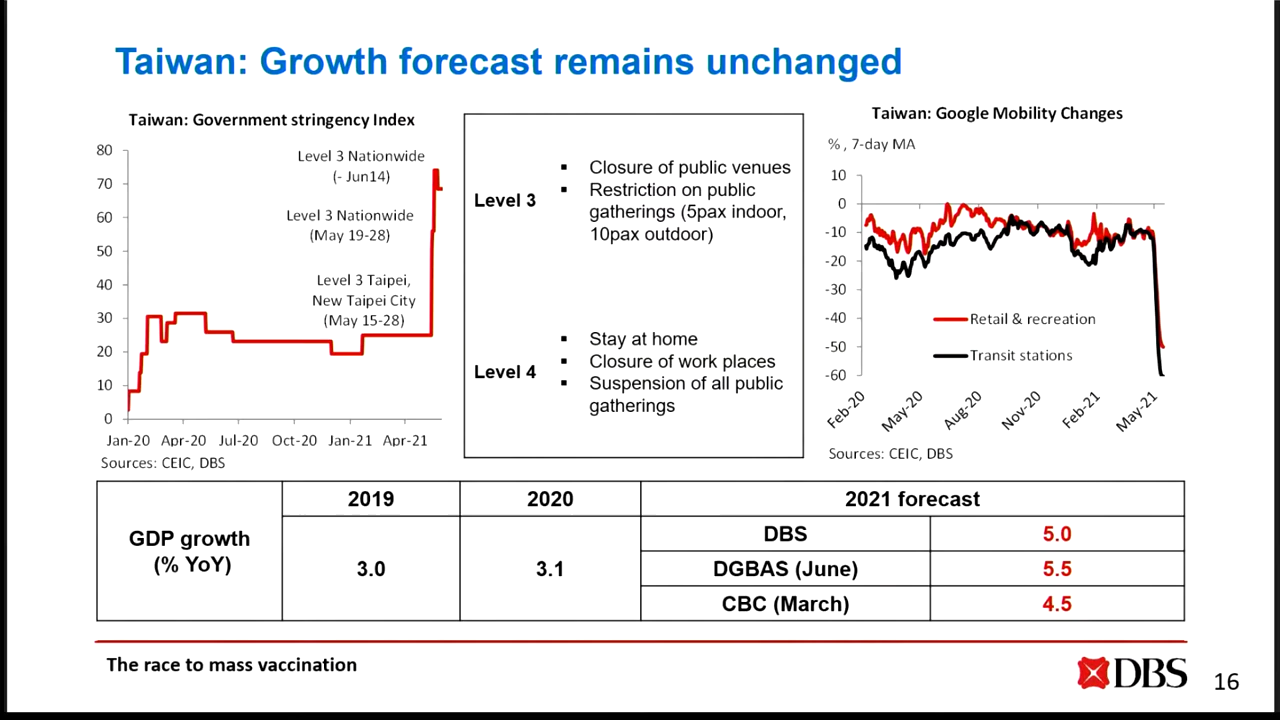 Taiwan: Growth forecast remains unchanged
Taiwan: Government stringency Index
80
70
60
50
40
30
20
10
0
Level 3 Nationwide
(- Jun14)
Level 3 Nationwide
(May 19-28)
Level 3 Taipei,
New Taipei City
(May 15-28)
Jan-20 Apr-20 Jul-20 Oct-20 Jan-21 Apr-21
Sources: CEIC, DBS
Level 3
▪ Closure of public venues
▪ Restriction on public
gatherings (5pax indoor,
10pax outdoor)
Level 4
▪ Stay at home
▪ Closure of work places
▪ Suspension of all public
gatherings
Taiwan: Google Mobility Changes
% , 7-day MA
10
0
-10
-20
-30
-40
-50
-60
Retail & recreation
Transit stations
Feb-20 May-20 Aug-20 Nov-20 Feb-21 May-21
Sources: CEIC, DBS
GDP growth
(% YoY)
2019 2020 2021 forecast
3.0 3.1
DBS 5.0
DGBAS (June) 5.5
CBC (March) 4.5
The race to mass vaccination
DBS
16